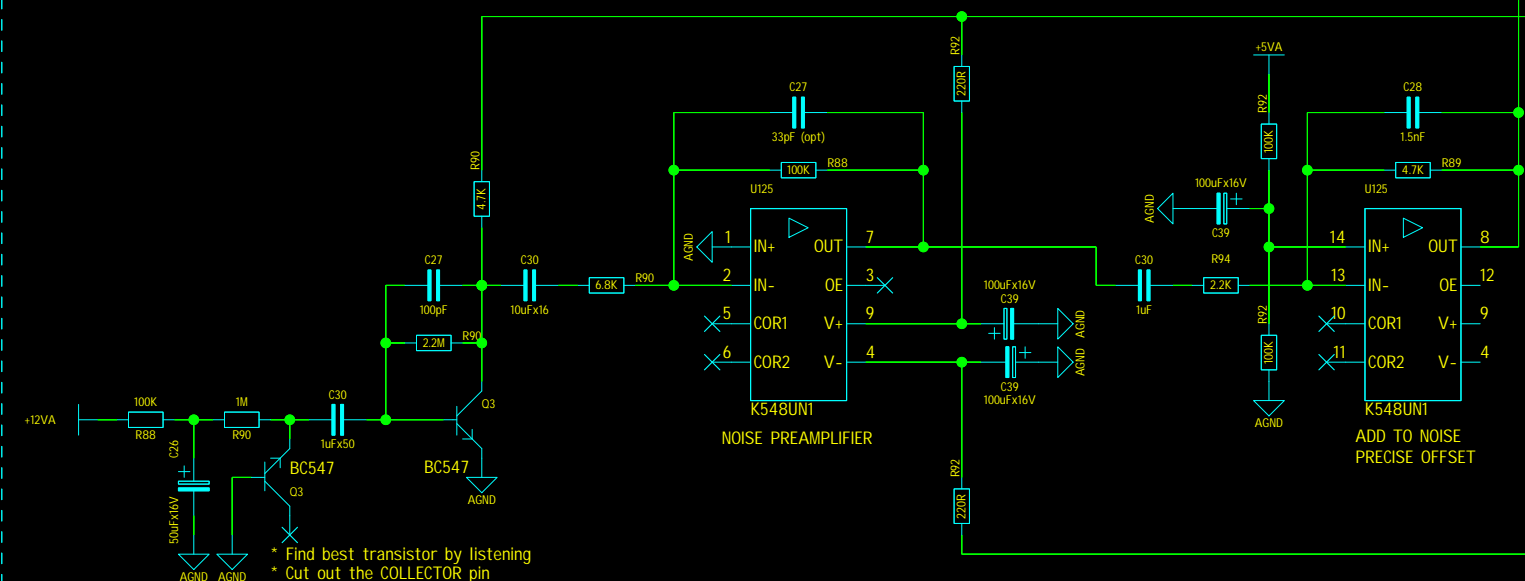 R92
220R
+5VA
R92
100K
C27
33pF (opt)
100K
R88
U125
C28
1.5nF
4.7K
R89
U125
R90
4.7K
100uFx16V
AGND
C39
AGND
1
IN+
OUT
7
2
IN-
OE
3
5
COR1
V+
9
6
COR2
V-
4
K548UN1
NOISE PREAMPLIFIER
14
IN+
OUT
8
13
IN-
OE
12
10
COR1
V+
9
11
COR2
V-
4
K548UN1
ADD TO NOISE
PRECISE OFFSET
C27
100pF
C30
10uFx16
6.8K
R90
2.2M
R90
100uFx16V
C39
AGND
AGND
C39
100uFx16V
C30
1uF
R94
2.2K
R92
100K
AGND
+12VA
100K
R88
1M
R90
C30
1uFx50
Q3
BC547
AGND
C26
50uFx16V
BC547
Q3
R92
220R
AGND
AGND
* Find best transistor by listening
* Cut out the COLLECTOR pin